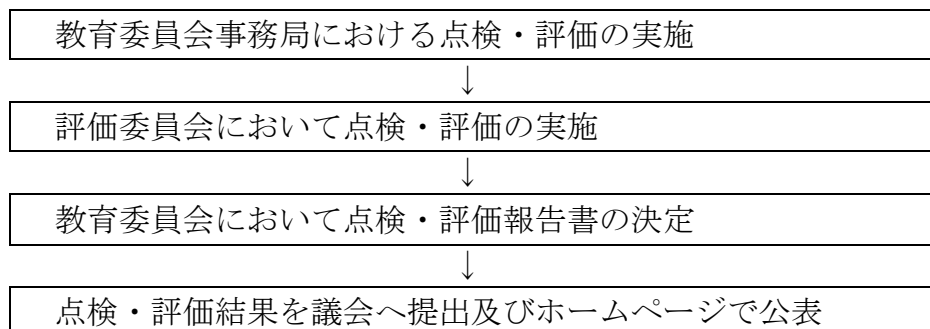 教育委員会事務局における点検・評価の実施
↓
評価委員会において点検・評価の実施
↓
教育委員会において点検・評価報告書の決定
↓
点検・評価結果を議会へ提出及びホームページで公表